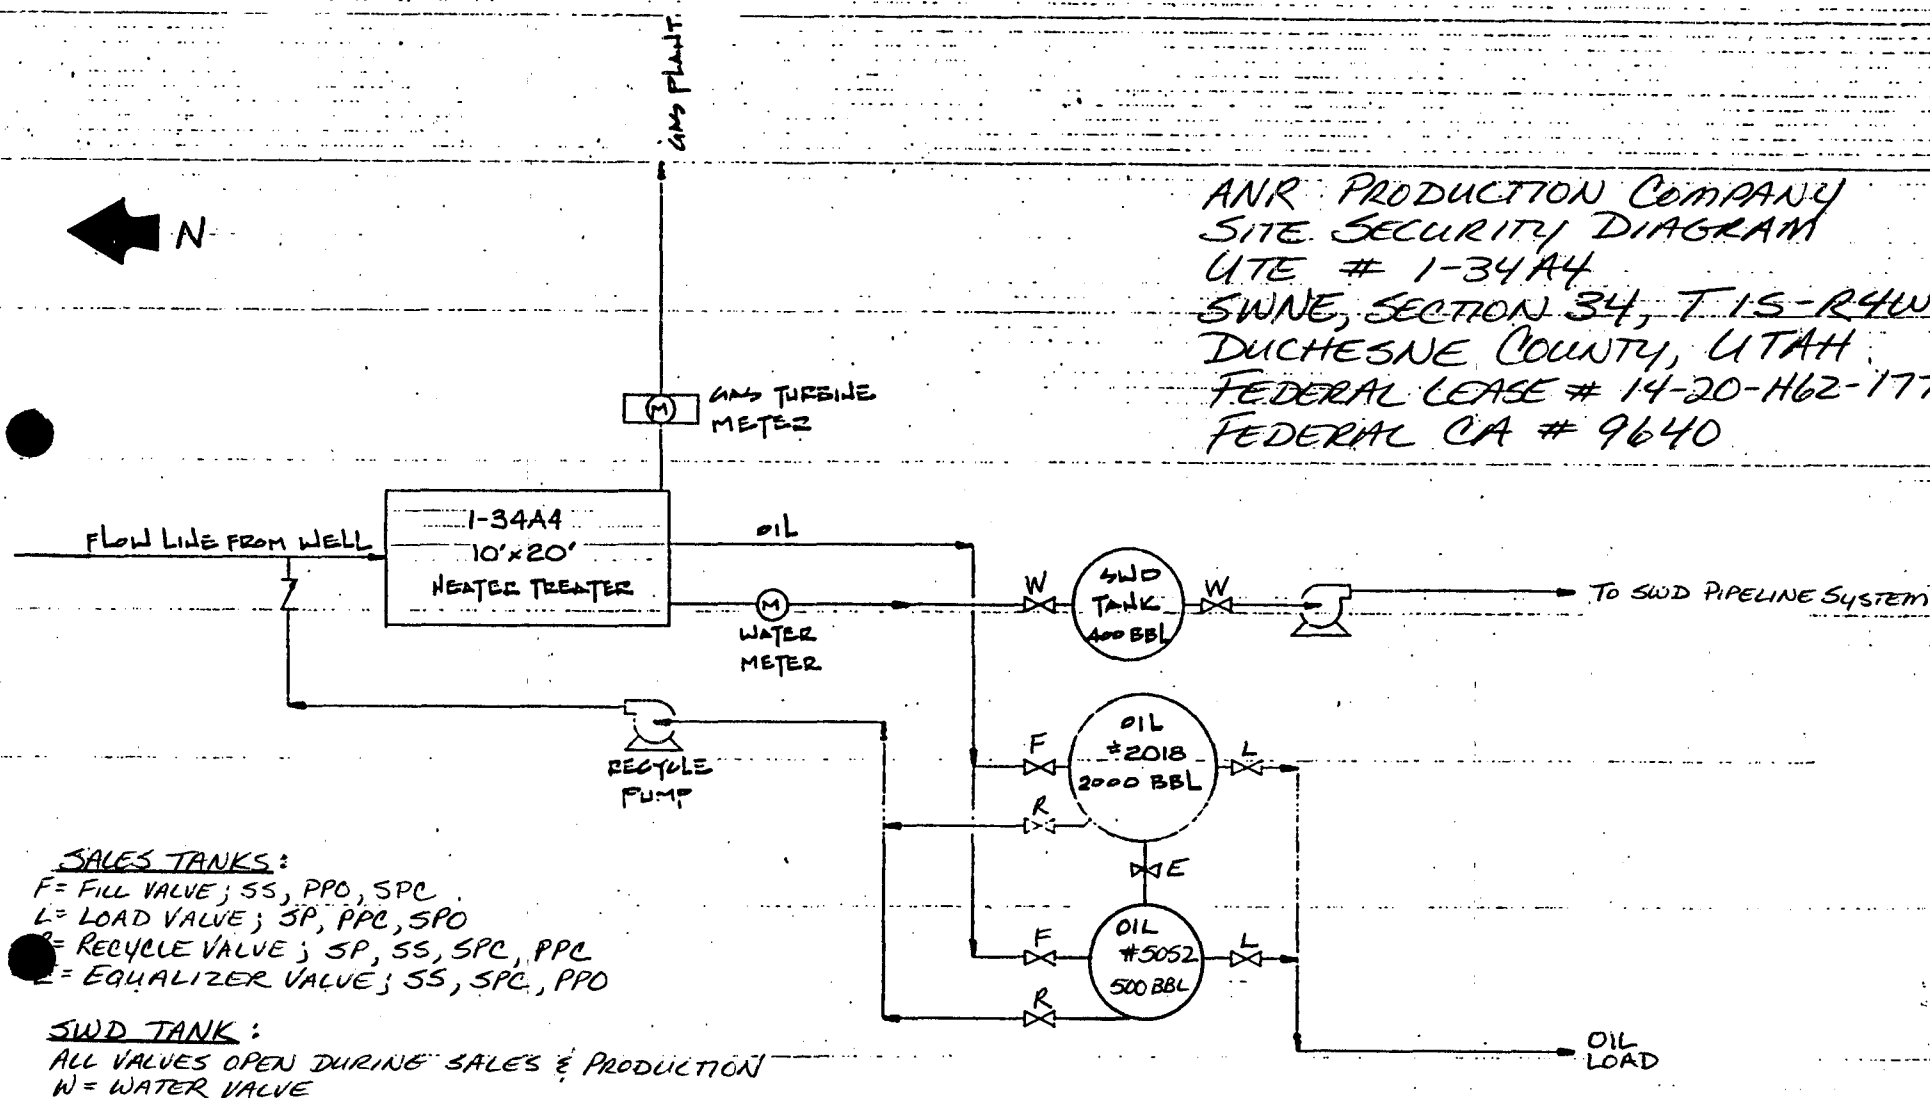 GAS PLANT
N
ANR PRODUCTION COMPANY
SITE SECURITY DIAGRAM
UTE # 1-34A4
SWNE, SECTION 34, T1S-R4W
DUCHESNE COUNTY, UTAH
FEDERAL LEASE # 14-20-H62-177
FEDERAL CA # 9640
M
GAS TURBINE
METER
FLOW LINE FROM WELL
1-34A4
10'x20'
HEATER TREATER
OIL
M
WATER
METER
W
SWD
TANK
400 BBL
W
TO SWD PIPELINE SYSTEM
RECYCLE
PUMP
F
OIL
#2018
2000 BBL
L
R
E
F
OIL
#5052
500 BBL
L
R
OIL
LOAD
SALES TANKS:
F= FILL VALVE; SS, PPO, SPC
L= LOAD VALVE; SP, PPC, SPO
= RECYCLE VALVE; SP, SS, SPC, PPC
E= EQUALIZER VALVE; SS, SPC, PPO
SWD TANK:
ALL VALVES OPEN DURING SALES & PRODUCTION
W= WATER VALVE